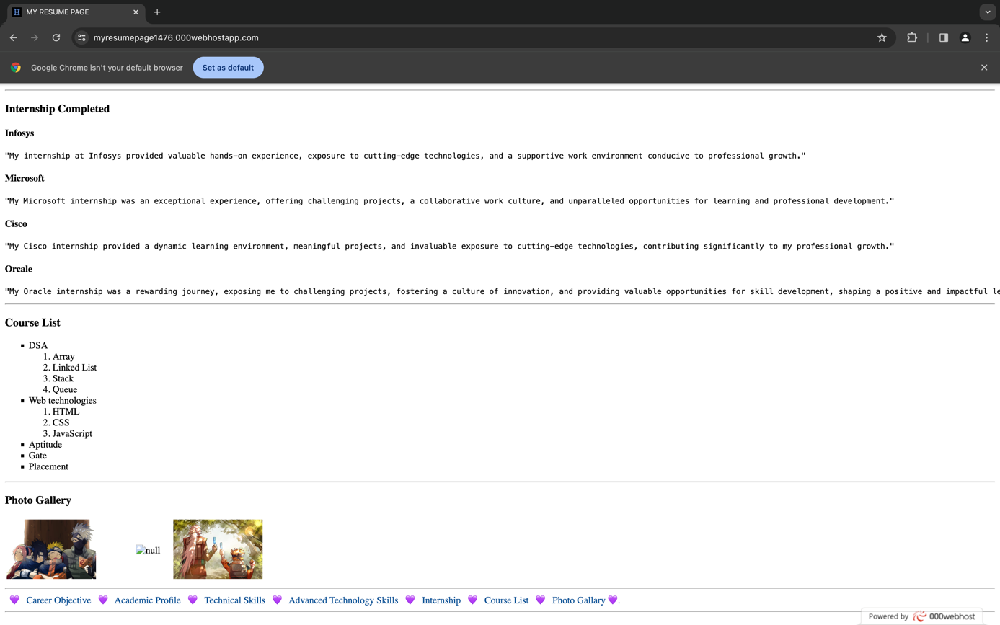 MY RESUME PAGE
myresumepage1476.000webhostapp.com
Google Chrome isn't your default browser Set as default
Internship Completed
Infosys
"My internship at Infosys provided valuable hands-on experience, exposure to cutting-edge technologies, and a supportive work environment conducive to professional growth."
Microsoft
"My Microsoft internship was an exceptional experience, offering challenging projects, a collaborative work culture, and unparalleled opportunities for learning and professional development."
Cisco
"My Cisco internship provided a dynamic learning environment, meaningful projects, and invaluable exposure to cutting-edge technologies, contributing significantly to my professional growth."
Orcale
"My Oracle internship was a rewarding journey, exposing me to challenging projects, fostering a culture of innovation, and providing valuable opportunities for skill development, shaping a positive and impactful le
Course List
▪ DSA
1. Array
2. Linked List
3. Stack
4. Queue
▪ Web technologies
1. HTML
2. CSS
3. JavaScript
▪ Aptitude
▪ Gate
▪ Placement
Photo Gallery
null
💜 Career Objective 💜 Academic Profile 💜 Technical Skills 💜 Advanced Technology Skills 💜 Internship 💜 Course List 💜 Photo Gallary 💜.
Powered by 000webhost